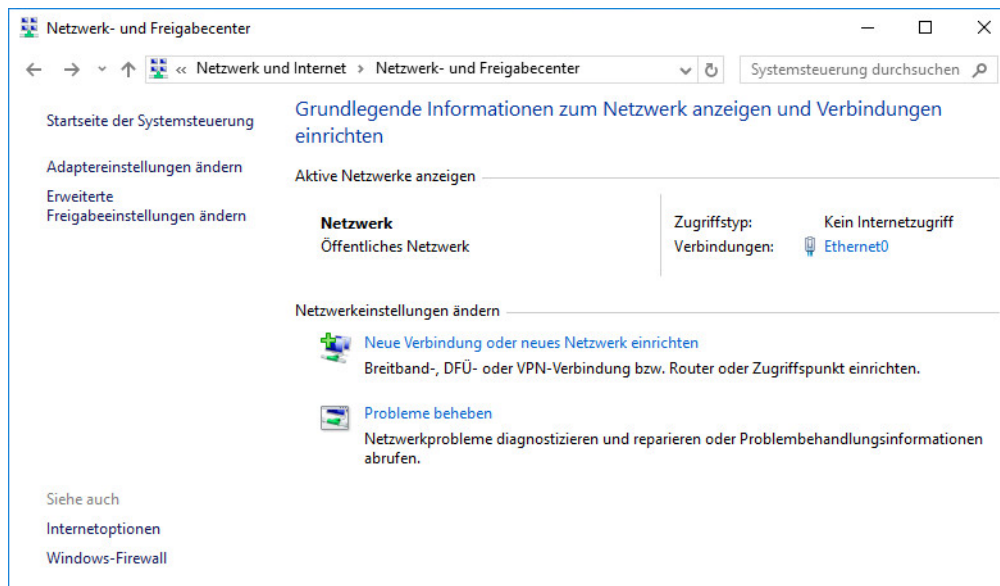 Netzwerk- und Freigabecenter
« Netzwerk und Internet > Netzwerk- und Freigabecenter
Systemsteuerung durchsuchen
Startseite der Systemsteuerung
Adaptereinstellungen ändern
Erweiterte
Freigabeeinstellungen ändern
Grundlegende Informationen zum Netzwerk anzeigen und Verbindungen
einrichten
Aktive Netzwerke anzeigen
Netzwerk
Öffentliches Netzwerk
Zugriffstyp: Kein Internetzugriff
Verbindungen: Ethernet0
Netzwerkeinstellungen ändern
Neue Verbindung oder neues Netzwerk einrichten
Breitband-, DFÜ- oder VPN-Verbindung bzw. Router oder Zugriffspunkt einrichten.
Probleme beheben
Netzwerkprobleme diagnostizieren und reparieren oder Problembehandlungsinformationen
abrufen.
Siehe auch
Internetoptionen
Windows-Firewall